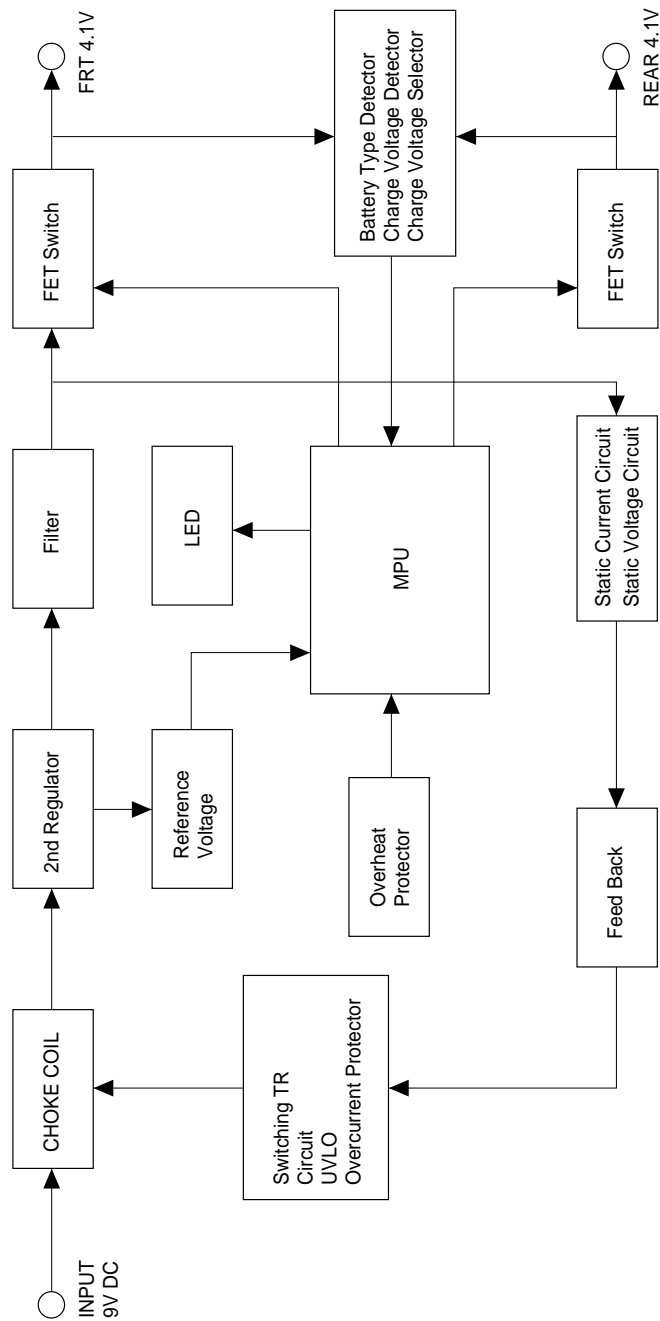 INPUT
9V DC
CHOKE COIL
2nd Regulator
Filter
FET Switch
FRT 4.1V
Reference
Voltage
LED
Switching TR
Circuit
UVLO
Overcurrent Protector
Overheat
Protector
MPU
Battery Type Detector
Charge Voltage Detector
Charge Voltage Selector
Feed Back
Static Current Circuit
Static Voltage Circuit
FET Switch
REAR 4.1V